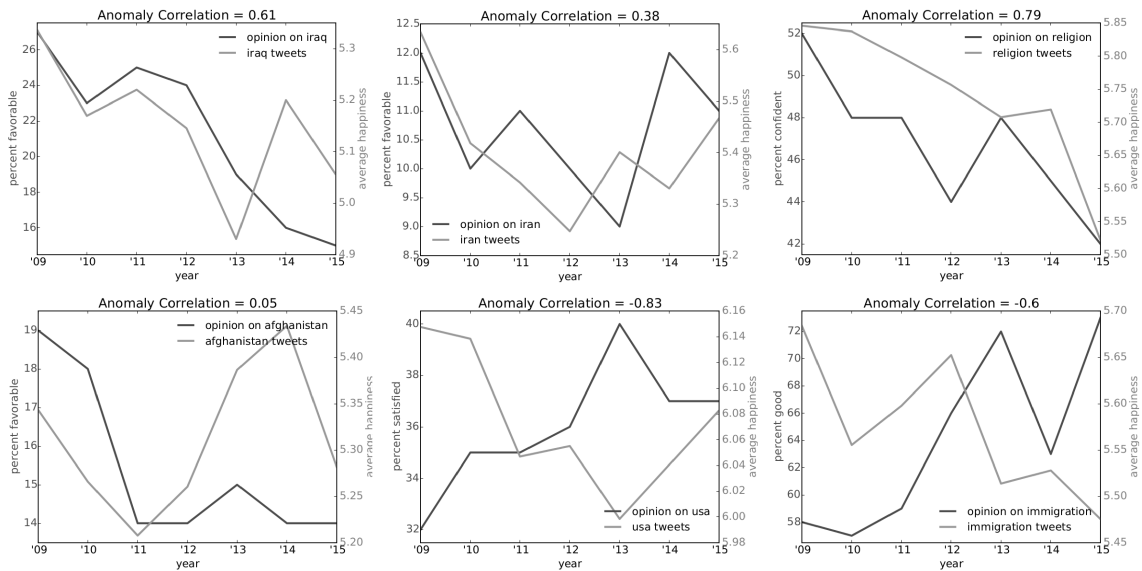 Anomaly Correlation = 0.61
opinion on iraq
iraq tweets
percent favorable
26
24
22
20
18
16
5.3
5.2
5.1
5.0
4.9
average happiness
'09 '10 '11 '12 '13 '14 '15
year
Anomaly Correlation = 0.38
percent favorable
12.5
12.0
11.5
11.0
10.5
10.0
9.5
9.0
8.5
opinion on iran
iran tweets
5.6
5.5
5.4
5.3
5.2
average happiness
'09 '10 '11 '12 '13 '14 '15
year
Anomaly Correlation = 0.79
opinion on religion
religion tweets
percent confident
52
50
48
46
44
42
5.85
5.80
5.75
5.70
5.65
5.60
5.55
5.50
average happiness
'09 '10 '11 '12 '13 '14 '15
year
Anomaly Correlation = 0.05
opinion on afghanistan
afghanistan tweets
percent favorable
19
18
17
16
15
14
5.45
5.40
5.35
5.30
5.25
5.20
average happiness
'09 '10 '11 '12 '13 '14 '15
year
Anomaly Correlation = -0.83
percent satisfied
40
38
36
34
32
opinion on usa
usa tweets
6.16
6.14
6.12
6.10
6.08
6.06
6.04
6.02
6.00
5.98
average happiness
'09 '10 '11 '12 '13 '14 '15
year
Anomaly Correlation = -0.6
percent good
72
70
68
66
64
62
60
58
opinion on immigration
immigration tweets
5.70
5.65
5.60
5.55
5.50
5.45
average happiness
'09 '10 '11 '12 '13 '14 '15
year